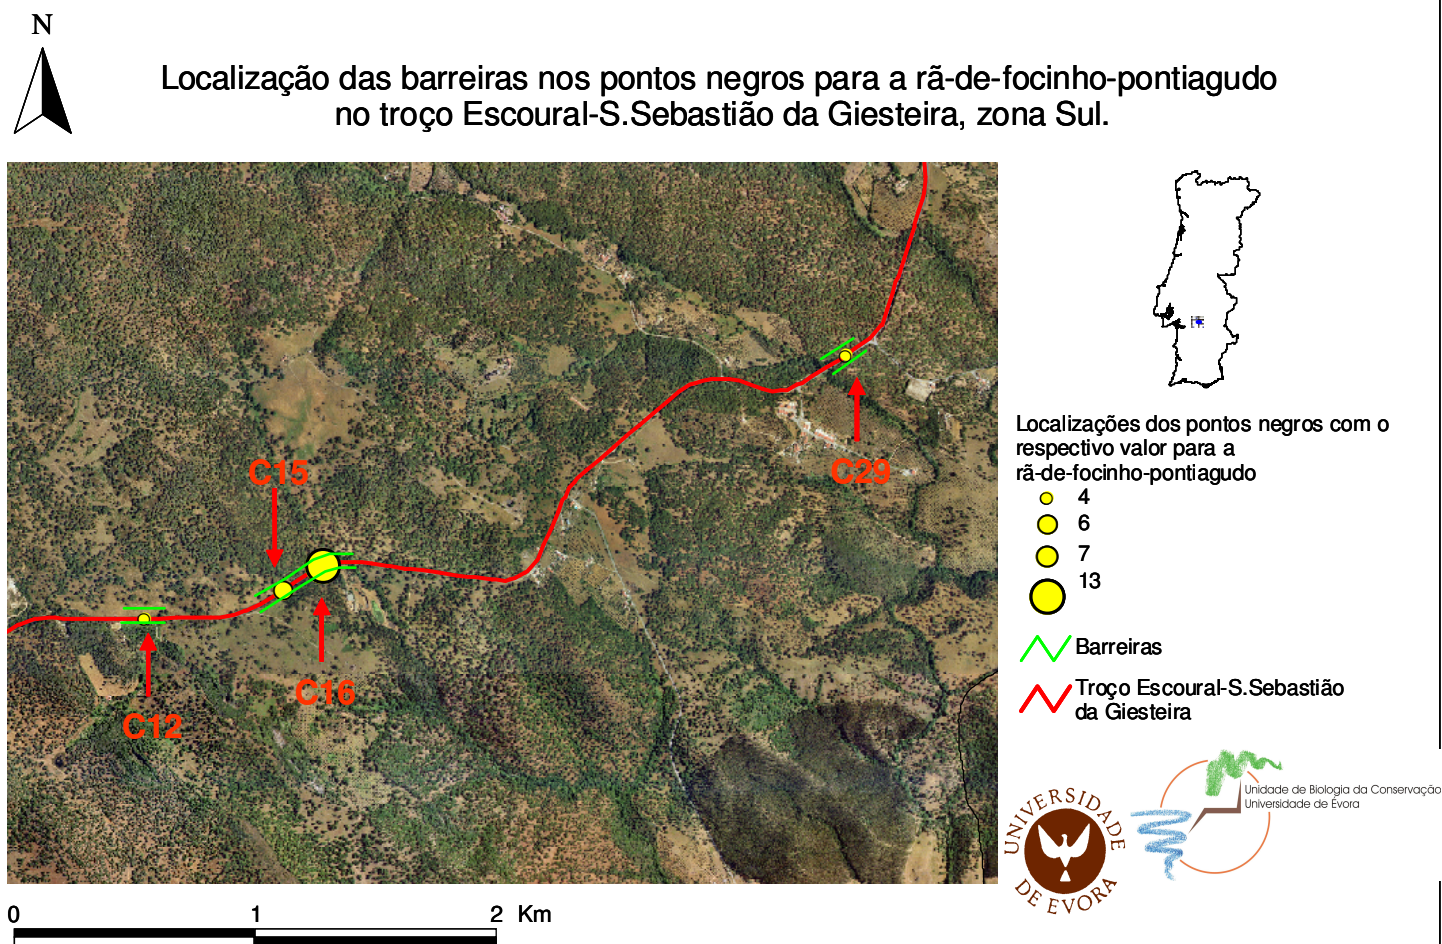 N
Localização das barreiras nos pontos negros para a rã-de-focinho-pontiagudo
no troço Escoural-S.Sebastião da Giesteira, zona Sul.
C15
C29
C16
C12
Localizações dos pontos negros com o
respectivo valor para a
rã-de-focinho-pontiagudo
4
6
7
13
Barreiras
Troço Escoural-S.Sebastião
da Giesteira
Unidade de Biologia da Conservação
Universidade de Évora
UNIVERSIDADE
DE EVORA
0 1 2 Km